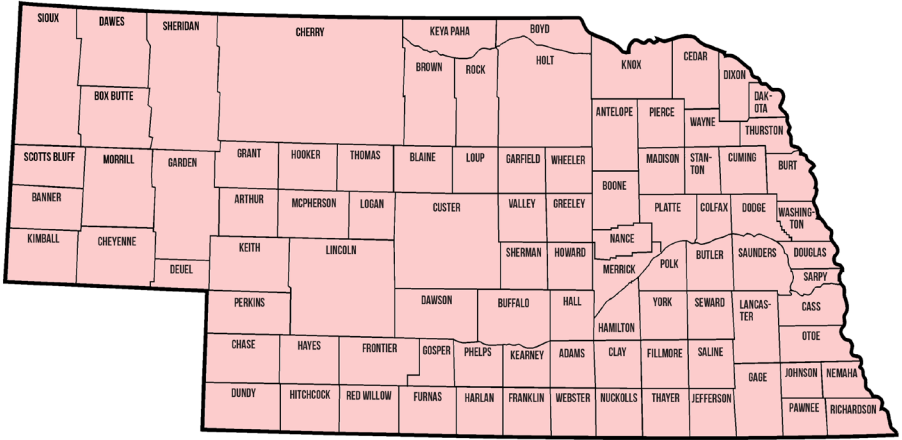 SIOUX
DAWES
SHERIDAN
CHERRY
KEYA PAHA
BOYD
BROWN
ROCK
HOLT
KNOX
CEDAR
DIXON
DAK-
OTA
BOX BUTTE
ANTELOPE
PIERCE
WAYNE
THURSTON
SCOTTS BLUFF
MORRILL
GARDEN
GRANT
HOOKER
THOMAS
BLAINE
LOUP
GARFIELD
WHEELER
BOONE
MADISON
STAN-
TON
CUMING
BURT
BANNER
ARTHUR
MCPHERSON
LOGAN
CUSTER
VALLEY
GREELEY
NANCE
PLATTE
COLFAX
DODGE
WASHING-
TON
KIMBALL
CHEYENNE
DEUEL
KEITH
LINCOLN
SHERMAN
HOWARD
MERRICK
POLK
BUTLER
SAUNDERS
DOUGLAS
SARPY
PERKINS
DAWSON
BUFFALO
HALL
HAMILTON
YORK
SEWARD
LANCAS-
TER
CASS
OTOE
CHASE
HAYES
FRONTIER
GOSPER
PHELPS
KEARNEY
ADAMS
CLAY
FILLMORE
SALINE
GAGE
JOHNSON
NEMAHA
DUNDY
HITCHCOCK
RED WILLOW
FURNAS
HARLAN
FRANKLIN
WEBSTER
NUCKOLLS
THAYER
JEFFERSON
PAWNEE
RICHARDSON